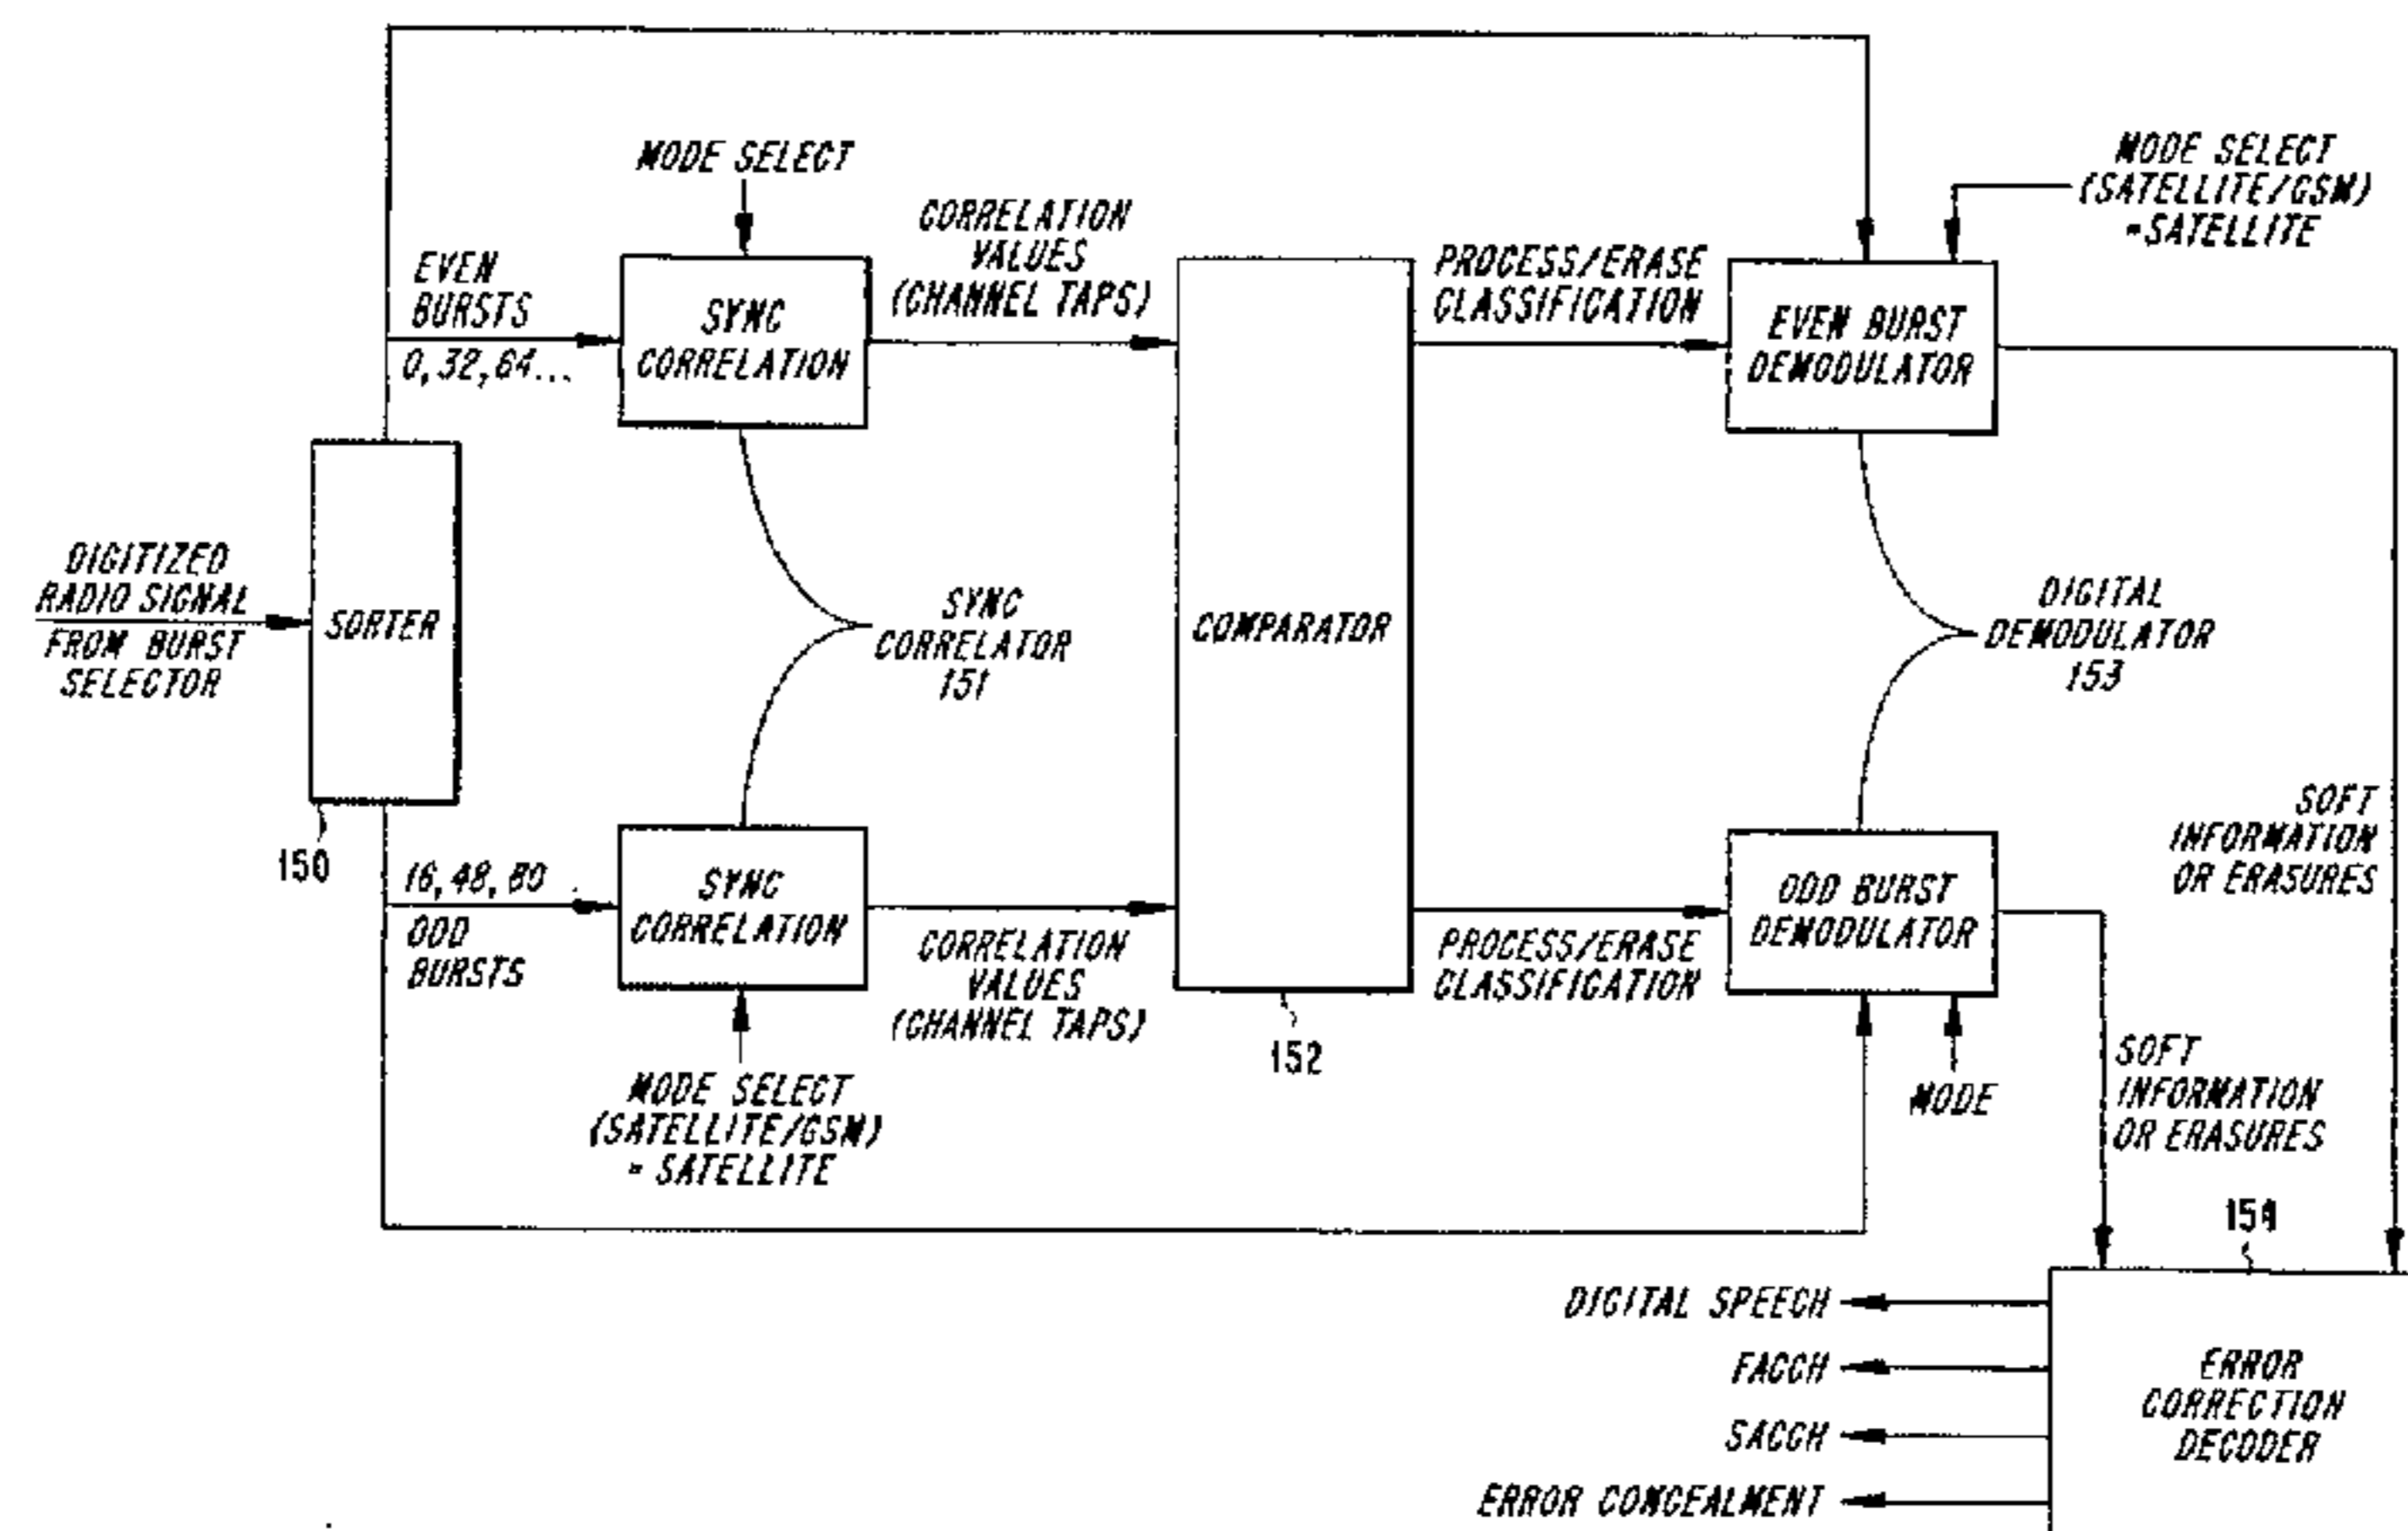 MODE SELECT
MODE SELECT
(SATELLITE/GSM)
=SATELLITE
CORRELATION
VALUES
(CHANNEL TAPS)
EVEN
BURSTS
0,32,64...
SYNC
CORRELATION
PROCESS/ERASE
CLASSIFICATION
EVEN BURST
DEMODULATOR
DIGITIZED
RADIO SIGNAL
FROM BURST
SELECTOR
SORTER
150
SYNC
CORRELATOR
151
COMPARATOR
152
DIGITAL
DEMODULATOR
153
16,48,80
ODD
BURSTS
SYNC
CORRELATION
CORRELATION
VALUES
(CHANNEL TAPS)
MODE SELECT
(SATELLITE/GSM)
= SATELLITE
PROCESS/ERASE
CLASSIFICATION
ODD BURST
DEMODULATOR
MODE
SOFT
INFORMATION
OR ERASURES
SOFT
INFORMATION
OR ERASURES
154
DIGITAL SPEECH
FACCH
SACCH
ERROR CONCEALMENT
ERROR
CORRECTION
DECODER